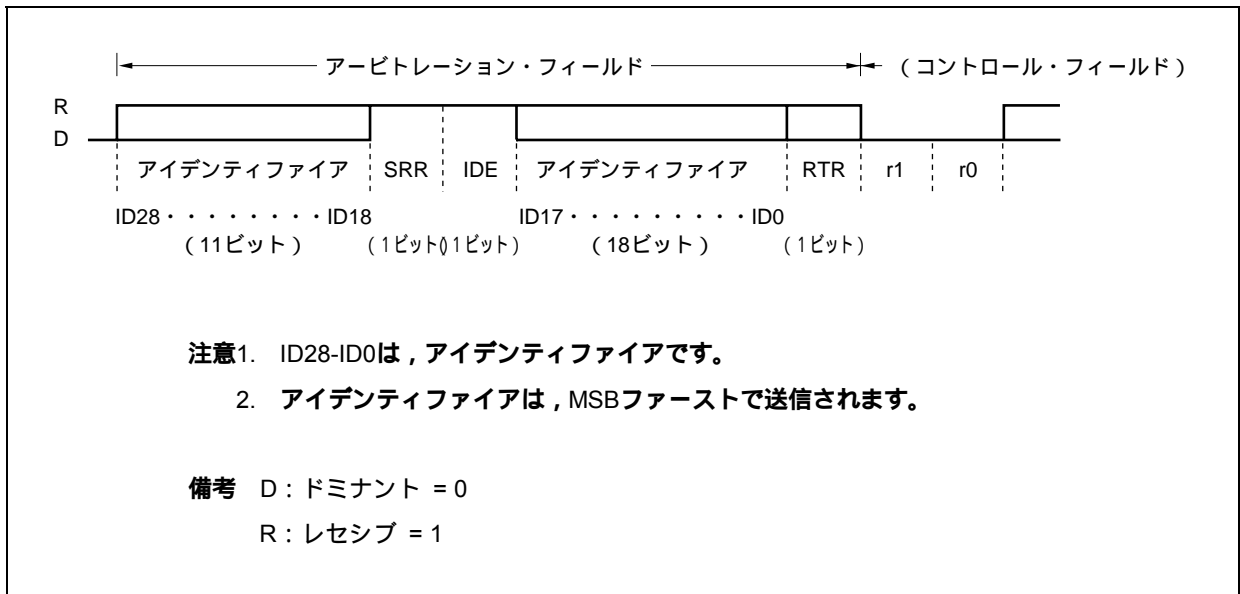 アービトレーション・フィールド (コントロール・フィールド)
R
D
アイデンティファイア SRR IDE アイデンティファイア RTR r1 r0
ID28・・・・・・・・ID18 ID17・・・・・・・・・ID0
(11ビット) (1ビット)(1ビット) (18ビット) (1ビット)
注意1. ID28-ID0は,アイデンティファイアです。
2. アイデンティファイアは,MSBファーストで送信されます。
備考 D:ドミナント = 0
R:レセシブ = 1